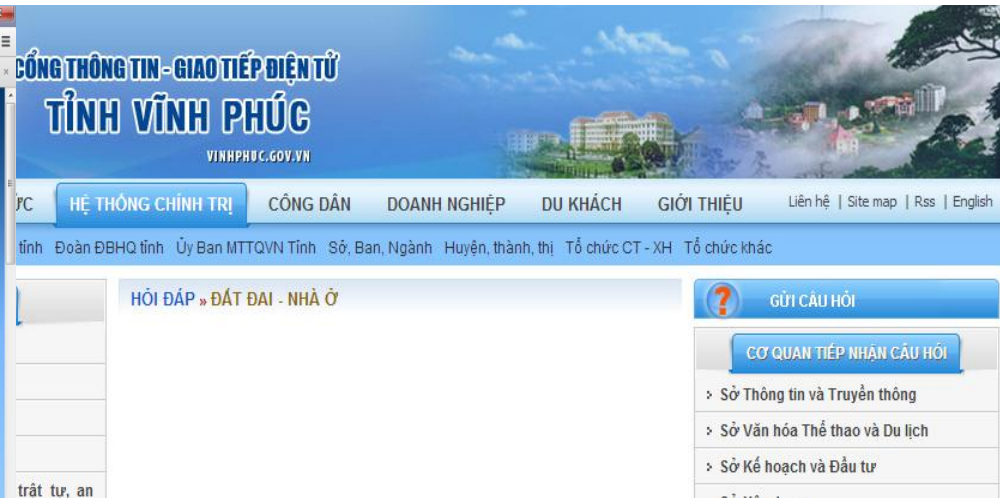 CỔNG THÔNG TIN - GIAO TIẾP ĐIỆN TỬ
TỈNH VĨNH PHÚC
VINHPHUC.GOV.VN
HỆ THỐNG CHÍNH TRỊ CÔNG DÂN DOANH NGHIỆP DU KHÁCH GIỚI THIỆU Liên hệ | Site map | Rss | English
tỉnh Đoàn ĐBHQ tỉnh Ủy Ban MTTQVN Tỉnh Sở, Ban, Ngành Huyện, thành, thị Tổ chức CT - XH Tổ chức khác
HỎI ĐÁP » ĐẤT ĐAI - NHÀ Ở
GỬI CÂU HỎI
CƠ QUAN TIẾP NHẬN CÂU HỎI
Sở Thông tin và Truyền thông
Sở Văn hóa Thể thao và Du lịch
Sở Kế hoạch và Đầu tư
trật tự, an